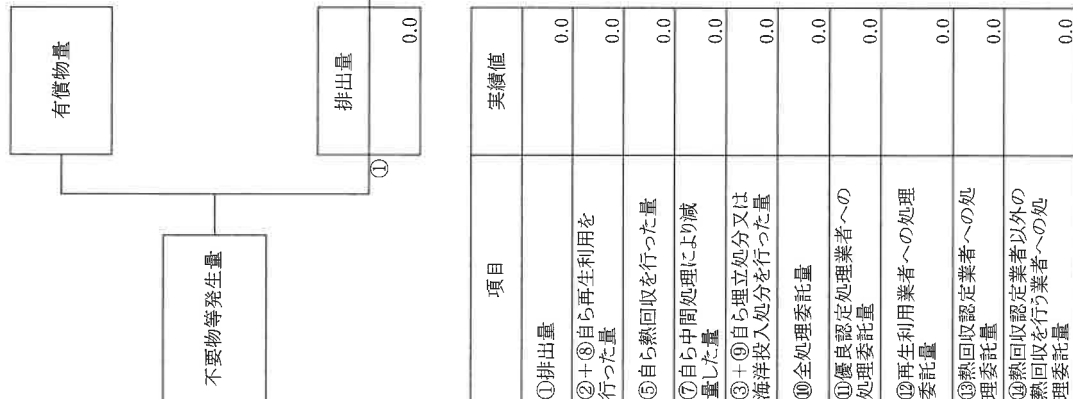 有償物量
不要物等発生量
排出量
①
0.0
項目
実績値
①排出量
0.0
②+⑧自ら再生利用を
行った量
0.0
⑤自ら熱回収を行った量
0.0
⑦自ら中間処理により減
量した量
0.0
③+⑨自ら埋立処分又は
海洋投入処分を行った量
0.0
⑩全処理委託量
0.0
⑪優良認定処理業者への
処理委託量
0.0
⑫再生利用業者への処理
委託量
0.0
⑬熱回収認定業者への処
理委託量
0.0
⑭熱回収認定業者以外の
熱回収を行う業者への処
理委託量
0.0